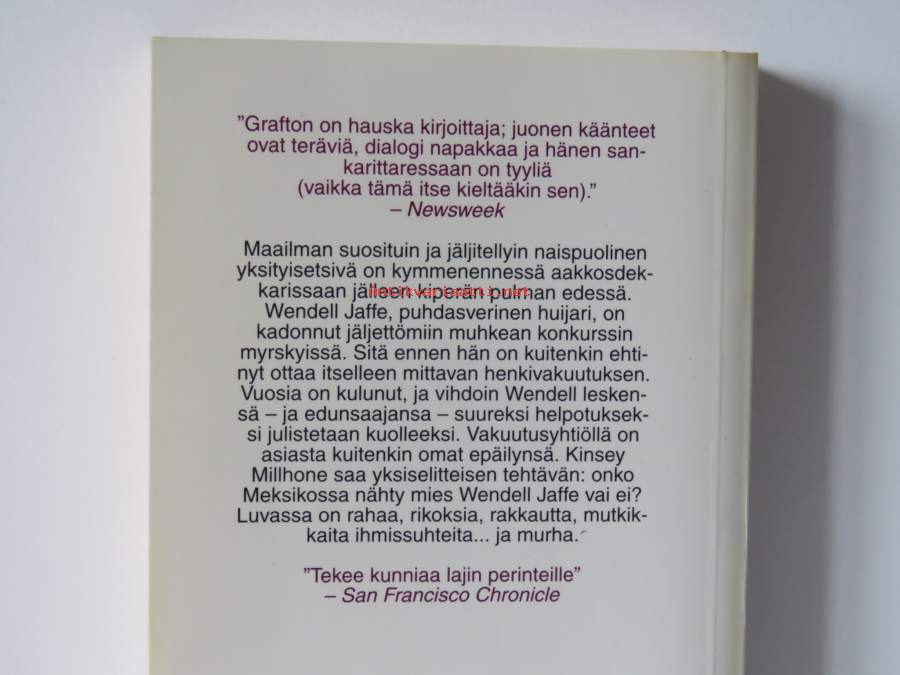 ”Grafton on hauska kirjoittaja; juonen käänteet
ovat teräviä, dialogi napakkaa ja hänen san-
karittaressaan on tyyliä
(vaikka tämä itse kieltääkin sen).”
– Newsweek
Maailman suosituin ja jäljitellyin naispuolinen
yksityisetsivä on kymmenennessä aakkosdek-
karissaan jälleen kiperän pulman edessä.
antikvariaatti.net
Wendell Jaffe, puhdasverinen huijari, on
kadonnut jäljettömiin muhkean konkurssin
myrskyissä. Sitä ennen hän on kuitenkin ehti-
nyt ottaa itselleen mittavan henkivakuutuksen.
Vuosia on kulunut, ja vihdoin Wendell lesken-
sä – ja edunsaajansa – suureksi helpotuksek-
si julistetaan kuolleeksi. Vakuutusyhtiöllä on
asiasta kuitenkin omat epäilynsä. Kinsey
Millhone saa yksiselitteisen tehtävän: onko
Meksikossa nähty mies Wendell Jaffe vai ei?
Luvassa on rahaa, rikoksia, rakkautta, mutkik-
kaita ihmissuhteita... ja murha.
”Tekee kunniaa lajin perinteille”
– San Francisco Chronicle